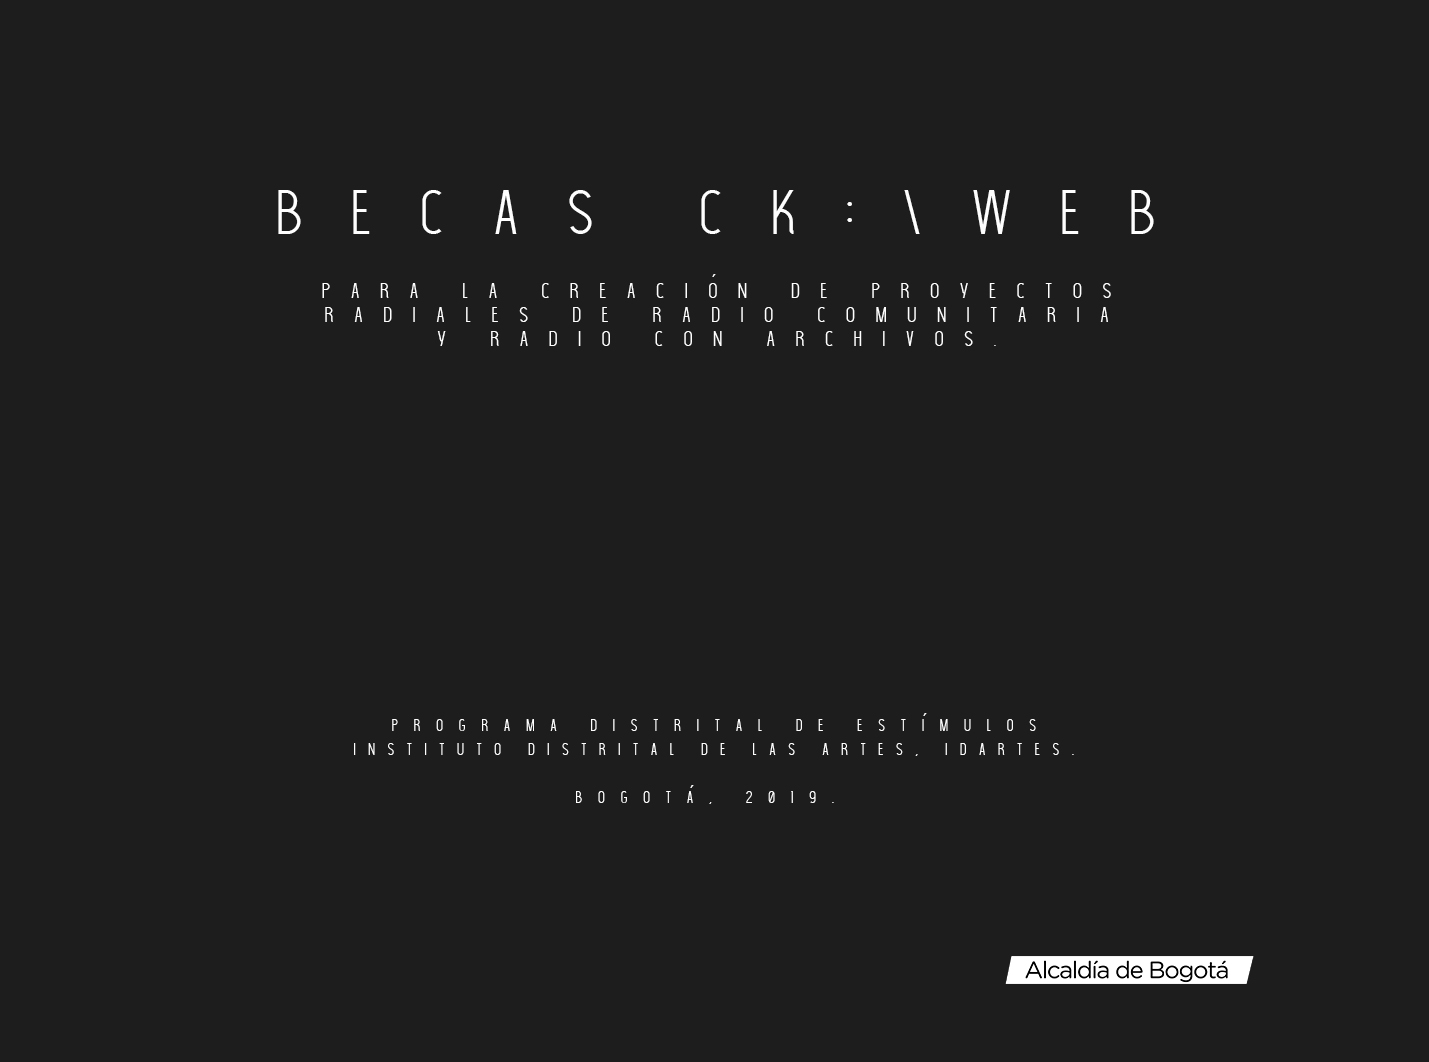 BECAS CK:\WEB
PARA LA CREACIÓN DE PROYECTOS
RADIALES DE RADIO COMUNITARIA
Y RADIO CON ARCHIVOS.
PROGRAMA DISTRITAL DE ESTÍMULOS
INSTITUTO DISTRITAL DE LAS ARTES, IDARTES.
BOGOTÁ, 2019.
Alcaldía de Bogotá